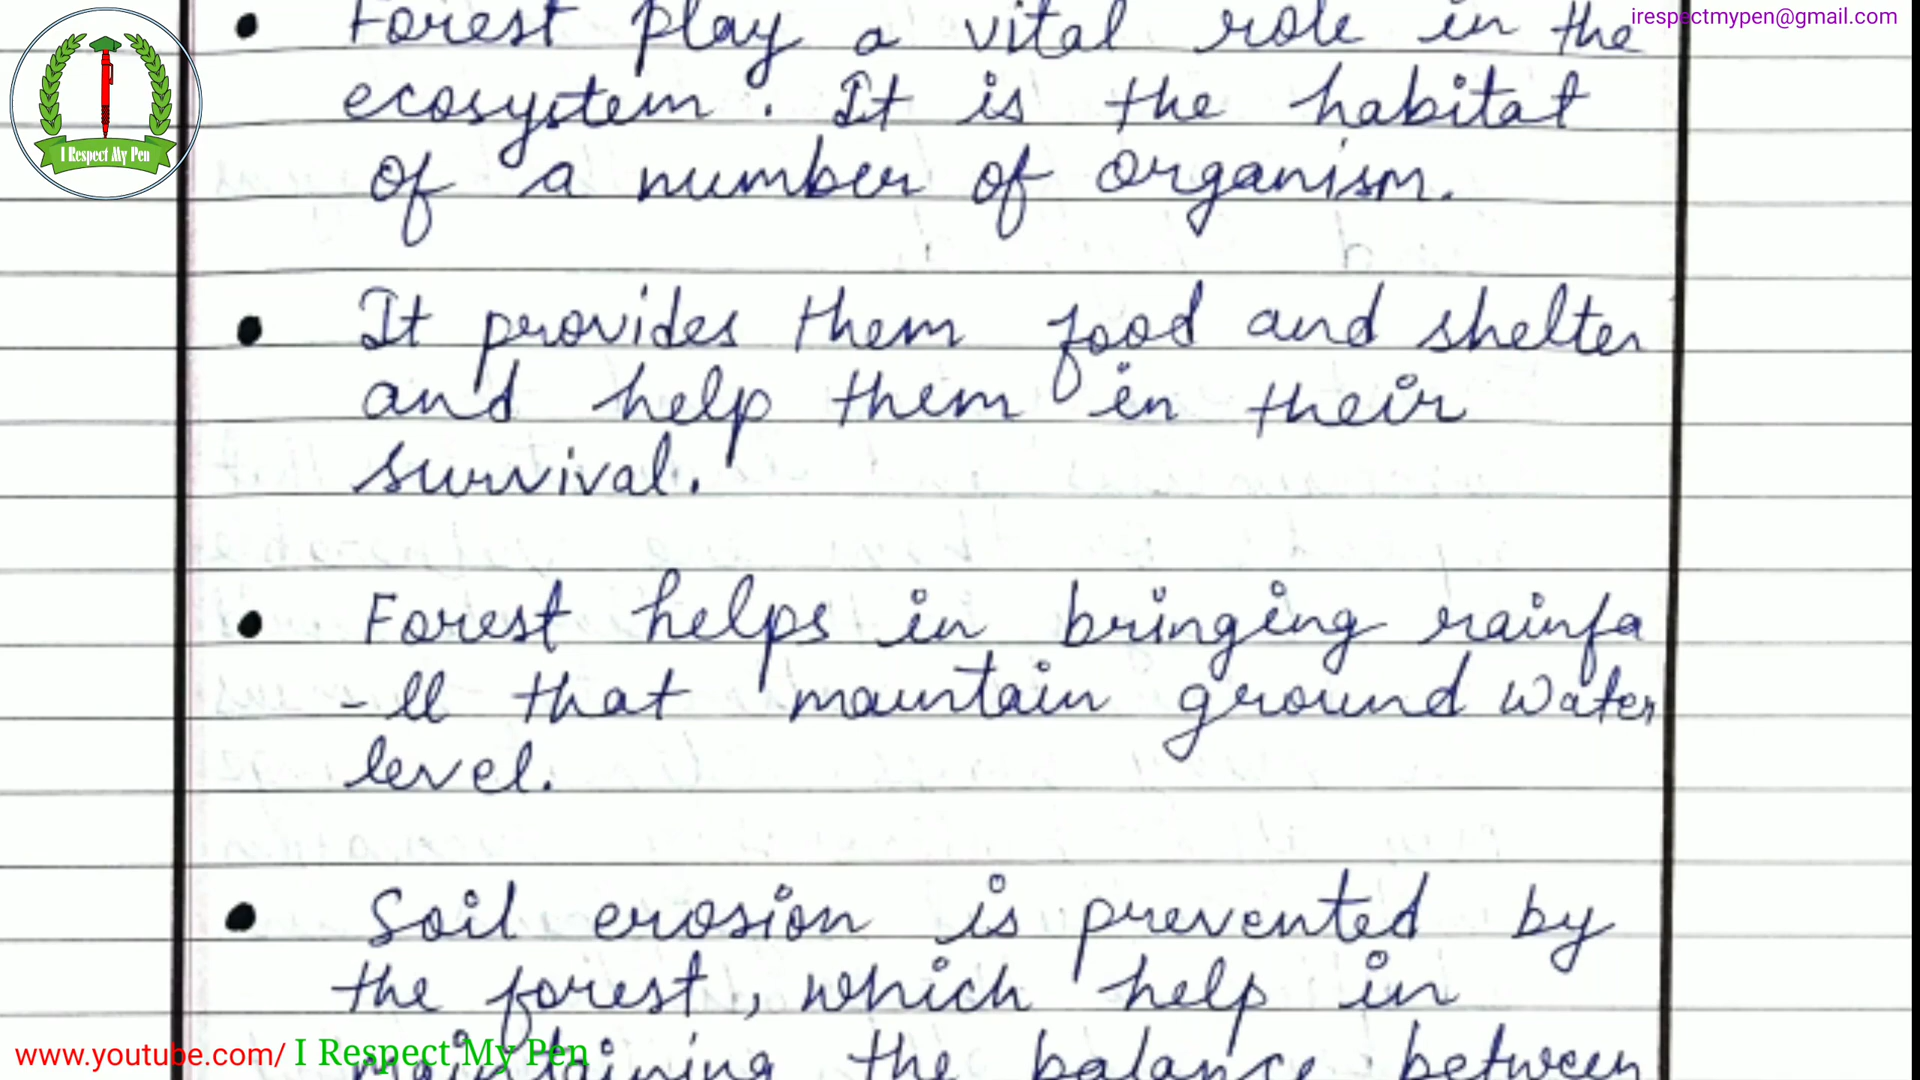 irespectmypen@gmail.com
• Forest play a vital role in the
ecosystem. It is the habitat
of a number of organism.
• It provides them food and shelter
and help them in their
survival.
• Forest helps in bringing rainfa
-ll that maintain ground water
level.
• Soil erosion is prevented by
the forest, which help in
maintaining the balance between
I Respect My Pen
www.youtube.com/ I Respect My Pen